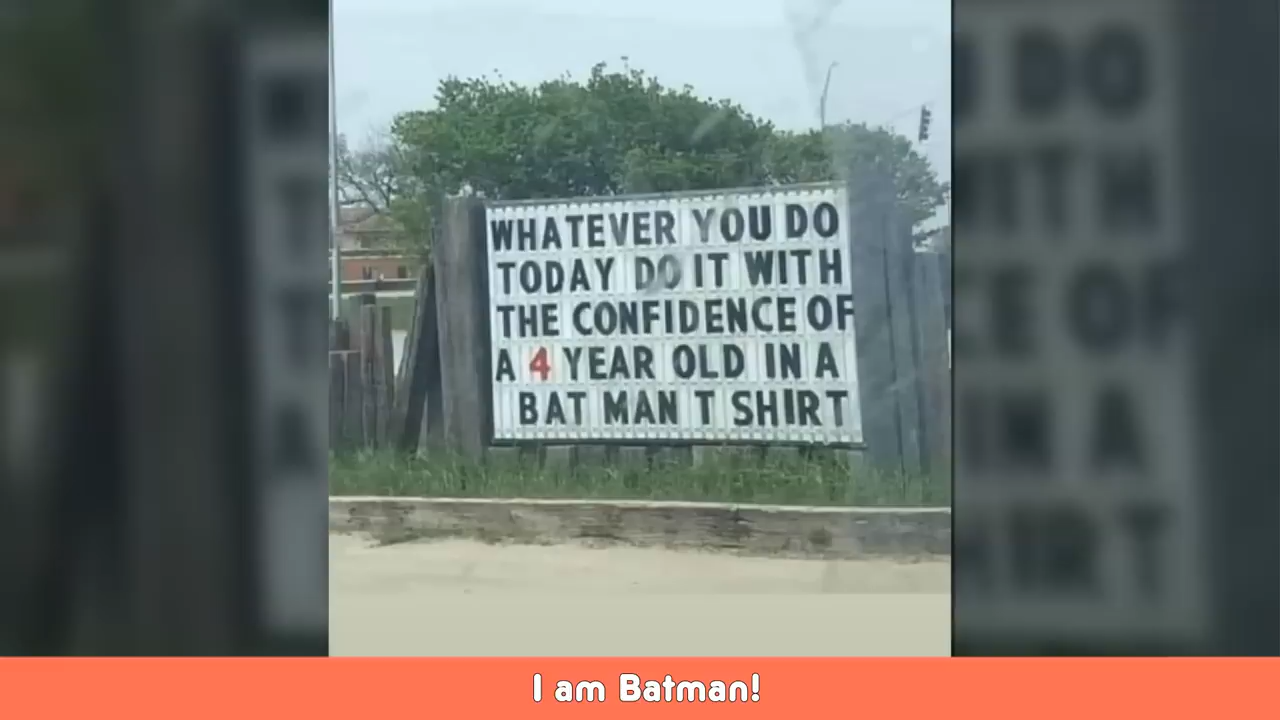 WHATEVER YOU DO
TODAY DO IT WITH
THE CONFIDENCE OF
A 4 YEAR OLD IN A
BAT MAN T SHIRT
I am Batman!